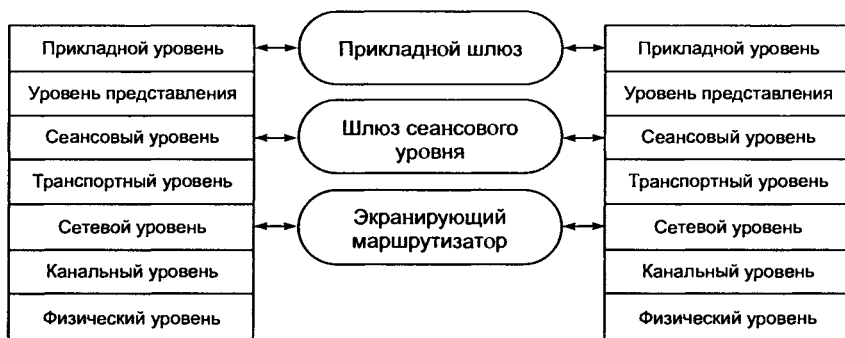 Прикладной уровень
Уровень представления
Сеансовый уровень
Транспортный уровень
Сетевой уровень
Канальный уровень
Физический уровень
Прикладной шлюз
Шлюз сеансового
уровня
Экранирующий
маршрутизатор
Прикладной уровень
Уровень представления
Сеансовый уровень
Транспортный уровень
Сетевой уровень
Канальный уровень
Физический уровень